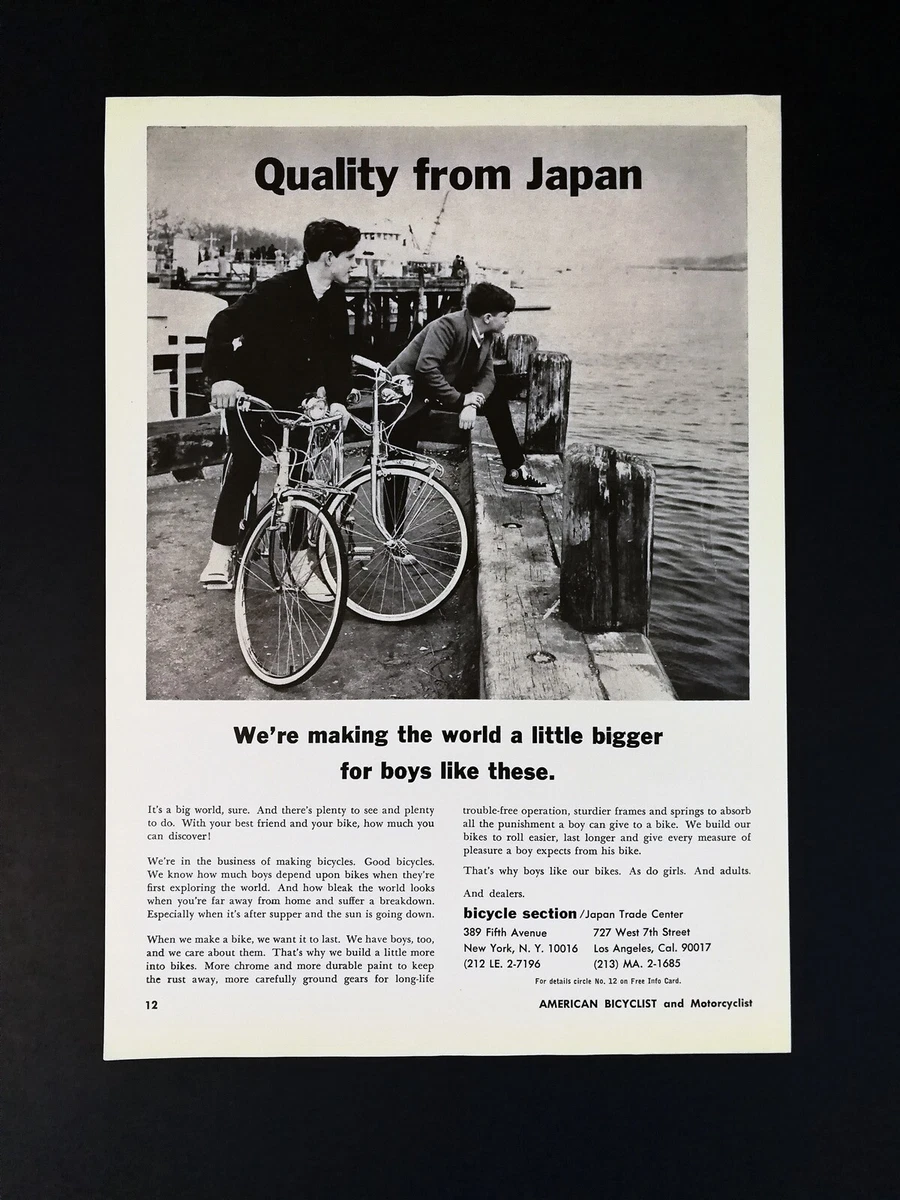 Quality from Japan
We're making the world a little bigger
for boys like these.
It's a big world, sure. And there's plenty to see and plenty
to do. With your best friend and your bike, how much you
can discover!
We're in the business of making bicycles. Good bicycles.
We know how much boys depend upon bikes when they're
first exploring the world. And how bleak the world looks
when you're far away from home and suffer a breakdown.
Especially when it's after supper and the sun is going down.
When we make a bike, we want it to last. We have boys, too,
and we care about them. That's why we build a little more
into bikes. More chrome and more durable paint to keep
the rust away, more carefully ground gears for long-life
trouble-free operation, sturdier frames and springs to absorb
all the punishment a boy can give to a bike. We build our
bikes to roll easier, last longer and give every measure of
pleasure a boy expects from his bike.
That's why boys like our bikes. As do girls. And adults.
And dealers.
bicycle section /Japan Trade Center
389 Fifth Avenue
New York, N. Y. 10016
(212 LE. 2-7196
727 West 7th Street
Los Angeles, Cal. 90017
(213) MA. 2-1685
For details circle No. 12 on Free Info Card.
12
AMERICAN BICYCLIST and Motorcyclist